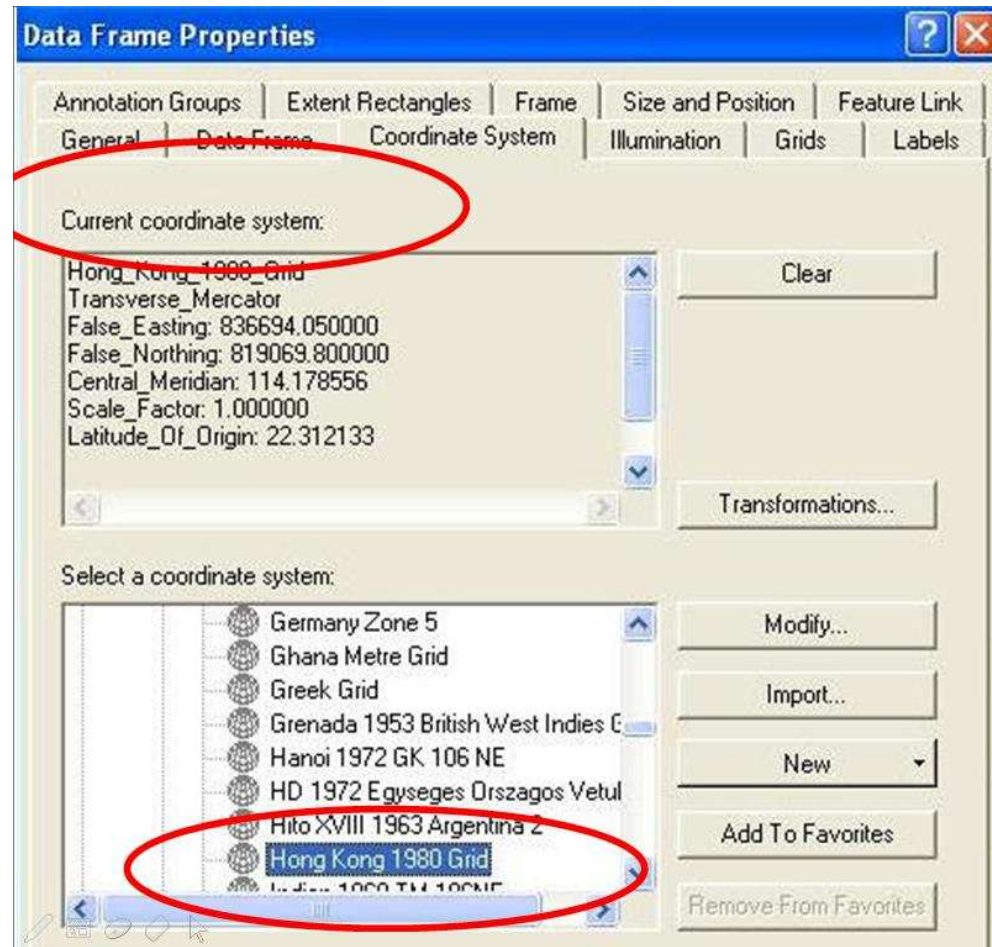 Data Frame Properties
Annotation Groups Extent Rectangles Frame Size and Position Feature Link
General Data Frame Coordinate System Illumination Grids Labels
Current coordinate system:
Hong_Kong_1980_Grid
Clear
Transverse_Mercator
False_Easting: 836694.050000
False_Northing: 819069.800000
Central_Meridian: 114.178556
Scale_Factor: 1.000000
Latitude_Of_Origin: 22.312133
Transformations...
Select a coordinate system:
Germany Zone 5
Modify...
Ghana Metre Grid
Greek Grid
Import...
Grenada 1953 British West Indies G
Hanoi 1972 GK 106 NE
New
HD 1972 Egyseges Orszagos Vetul
Hito XVIII 1963 Argentina 2
Add To Favorites
Hong Kong 1980 Grid
Indian 1960 TM 106NE
Remove From Favorites